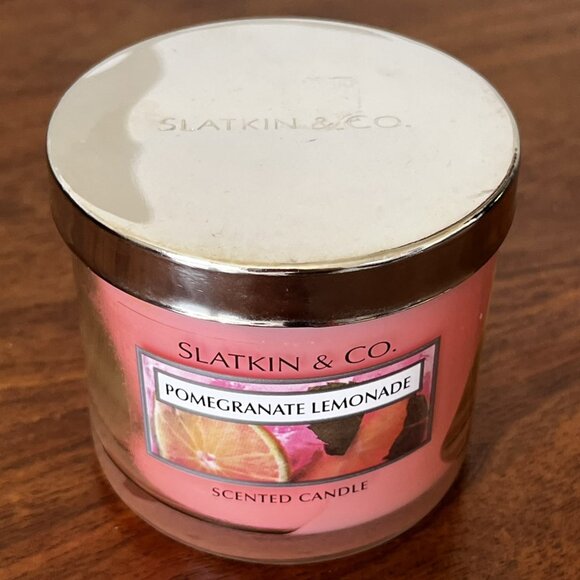 SLATKIN & CO.
SLATKIN & CO.
POMEGRANATE LEMONADE
SCENTED CANDLE